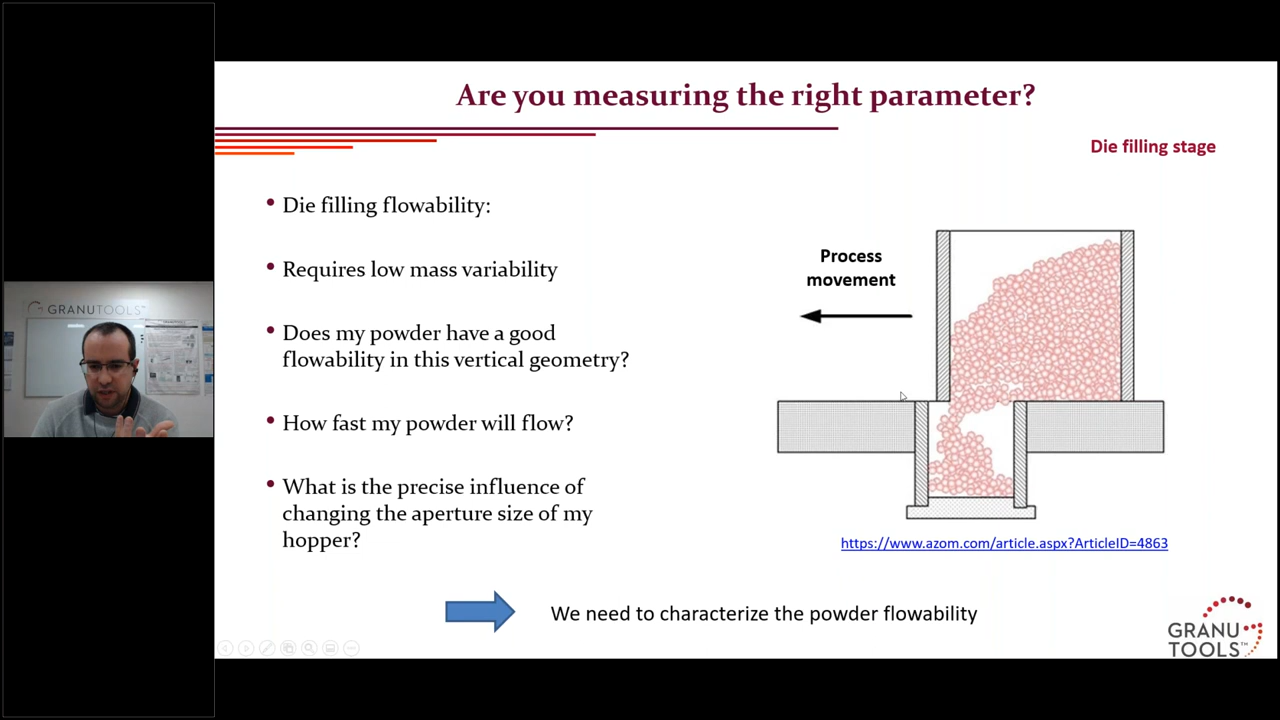 Are you measuring the right parameter?
Die filling stage
• Die filling flowability:
• Requires low mass variability
• Does my powder have a good
flowability in this vertical geometry?
• How fast my powder will flow?
• What is the precise influence of
changing the aperture size of my
hopper?
Process
movement
https://www.azom.com/article.aspx?ArticleID=4863
We need to characterize the powder flowability
GRANU
TOOLS™
GRANUTOOLS™